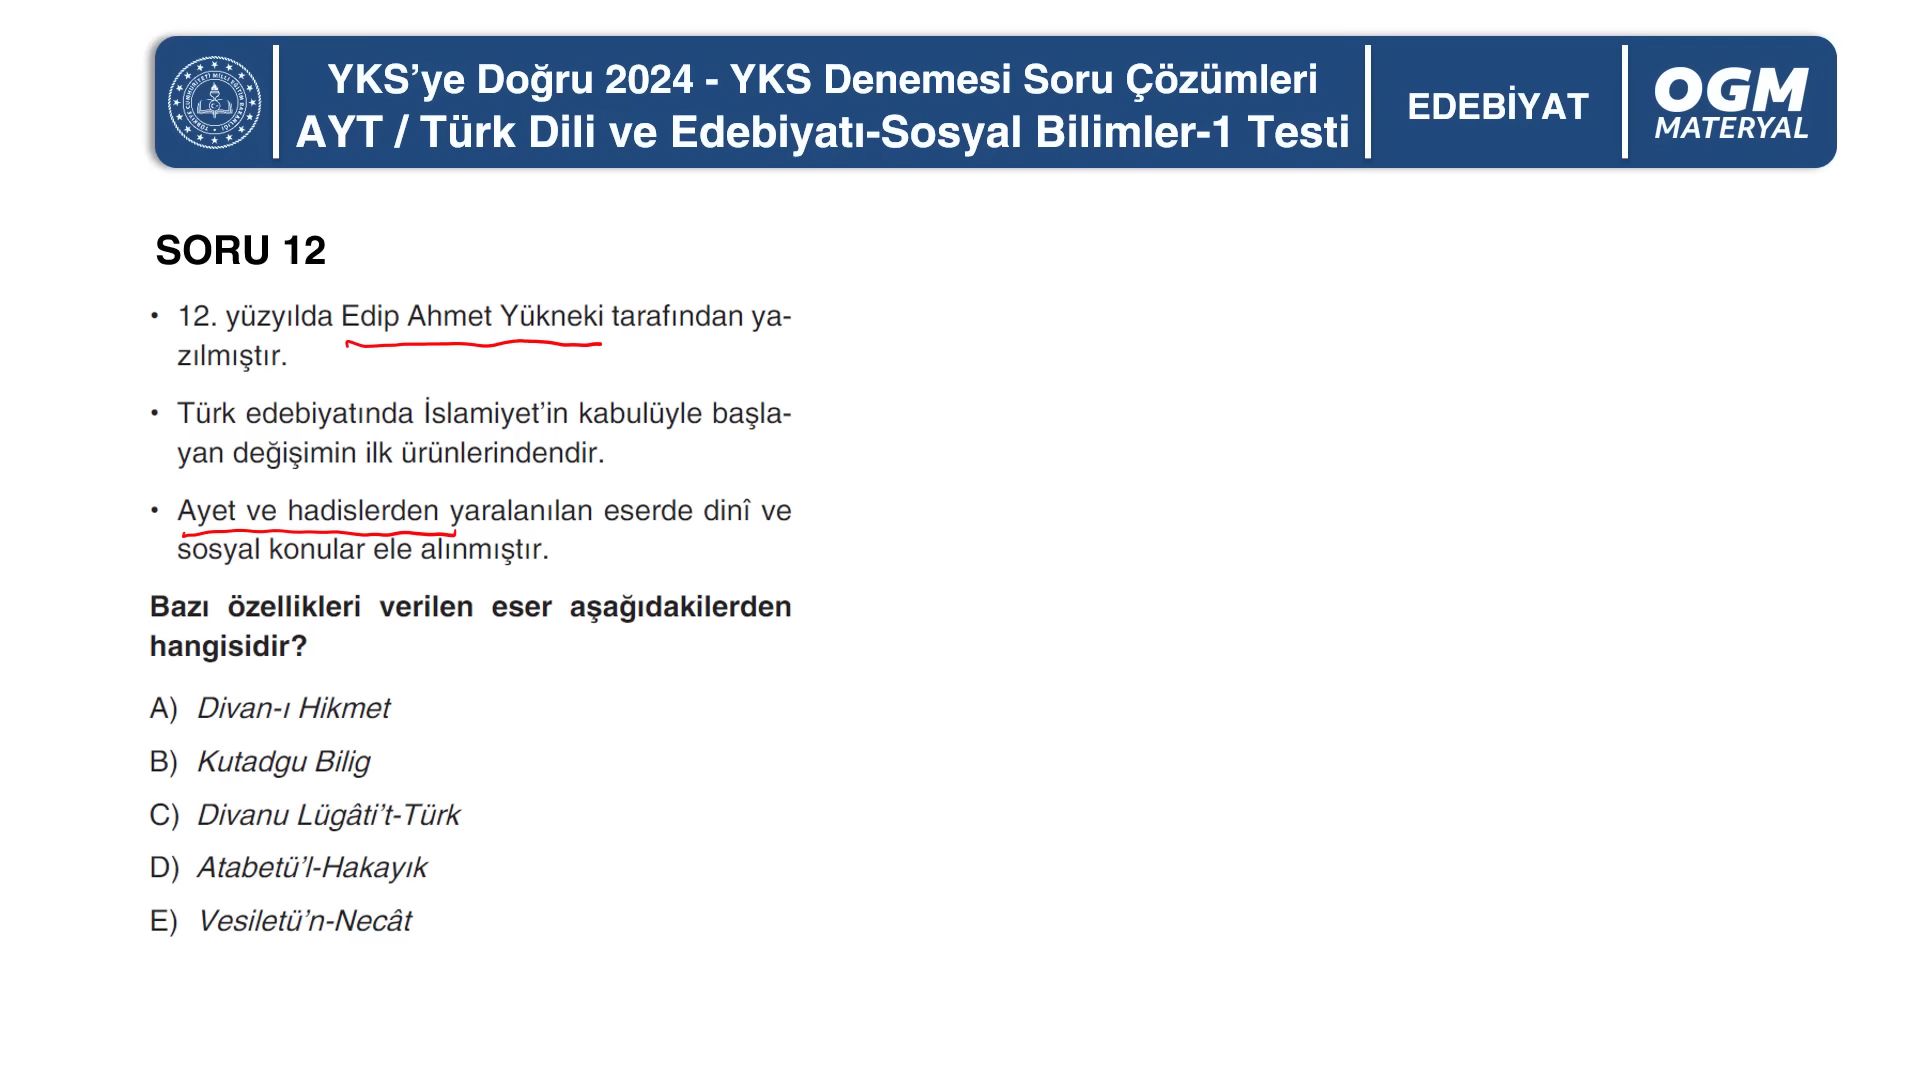 YKS’ye Doğru 2024 - YKS Denemesi Soru Çözümleri
AYT / Türk Dili ve Edebiyatı-Sosyal Bilimler-1 Testi
EDEBİYAT
OGM
MATERYAL
SORU 12
• 12. yüzyılda Edip Ahmet Yükneki tarafından ya-
zılmıştır.
• Türk edebiyatında İslamiyet’in kabulüyle başla-
yan değişimin ilk ürünlerindendir.
• Ayet ve hadislerden yaralanılan eserde dinî ve
sosyal konular ele alınmıştır.
Bazı özellikleri verilen eser aşağıdakilerden
hangisidir?
A) Divan-ı Hikmet
B) Kutadgu Bilig
C) Divanu Lügâti’t-Türk
D) Atabetü’l-Hakayık
E) Vesiletü’n-Necât